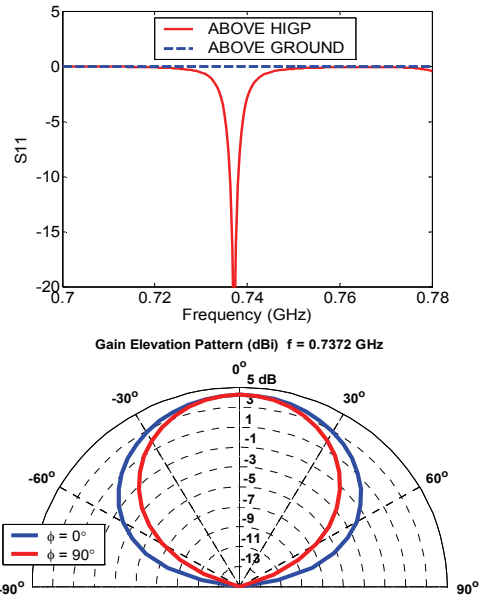 5
0
-5
-10
-15
-20
S11
ABOVE HIGP
ABOVE GROUND
0.7 0.72 0.74 0.76 0.78
Frequency (GHz)
Gain Elevation Pattern (dBi) f = 0.7372 GHz
0°
5 dB
-30° 30°
3
1
-1
-3
-60° 60°
-5
-7
-9
-11
-13
ϕ = 0°
ϕ = 90°
-90° 90°